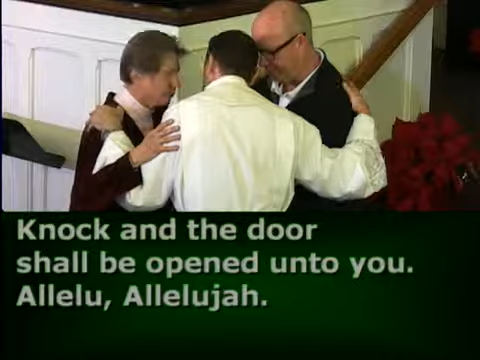 Knock and the door
shall be opened unto you.
Allelu, Allelujah.